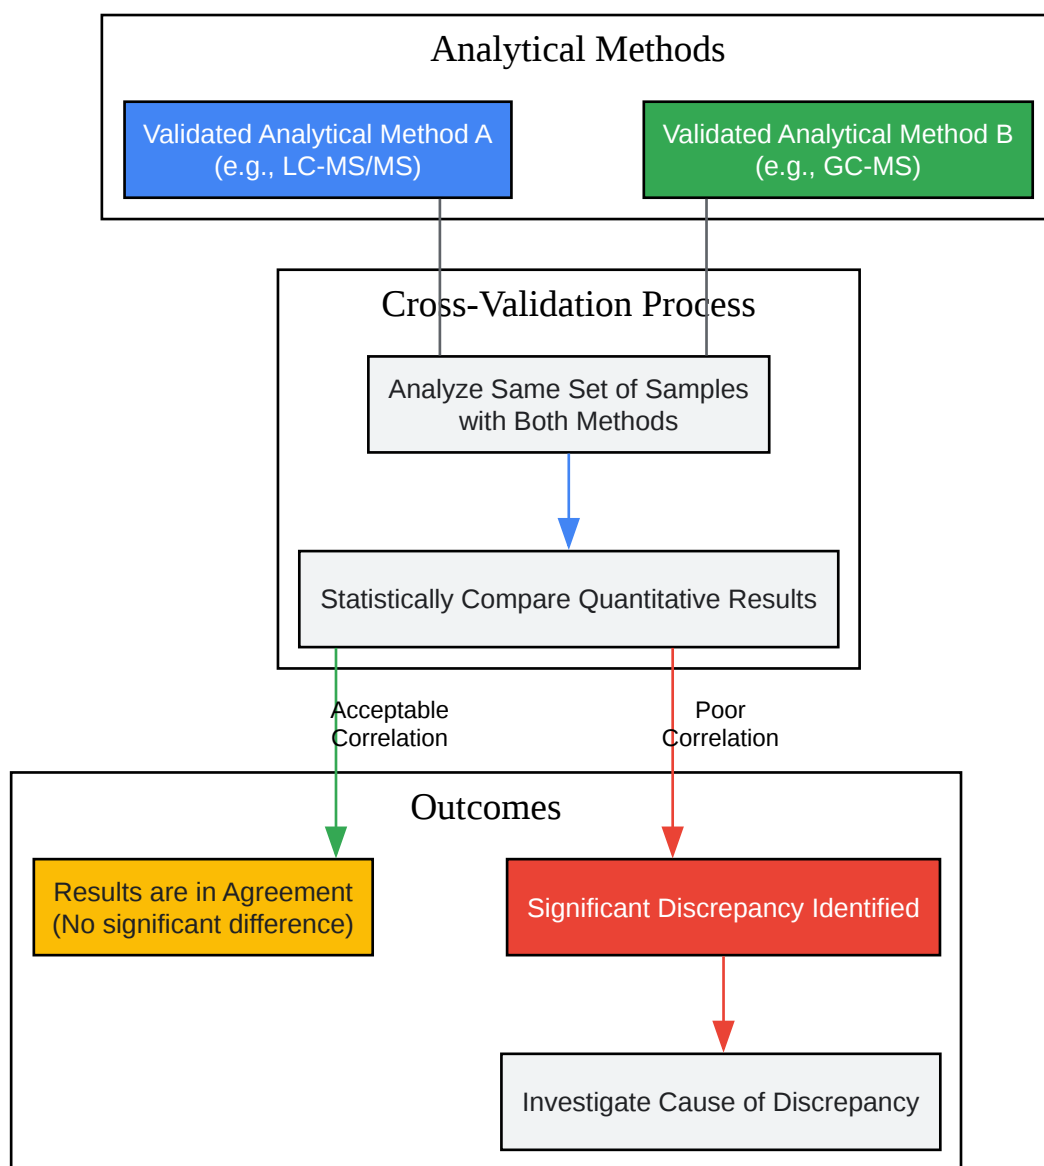 Analytical Methods
Validated Analytical Method A
(e.g., LC-MS/MS)
Validated Analytical Method B
(e.g., GC-MS)
Cross-Validation Process
Analyze Same Set of Samples
with Both Methods
Statistically Compare Quantitative Results
Acceptable
Correlation
Poor
Correlation
Outcomes
Results are in Agreement
(No significant difference)
Significant Discrepancy Identified
Investigate Cause of Discrepancy